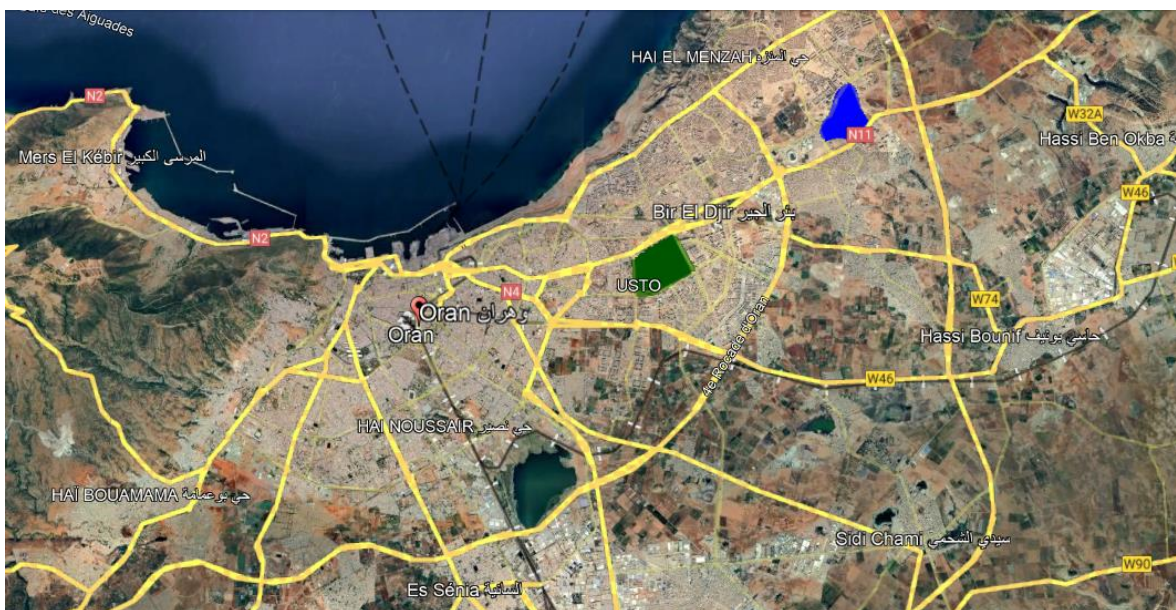 des Aiguades
HAI EL MENZAH حي المنزه
N2
W32A
N11
Hassi Ben Okba
Mers El Kébir المرسى الكبير
W46
Bir El Djir بئر الجير
N2
USTO
N4
W74
Oran وهران
Oran
4e Rocade d'Oran
Hassi Bounif حاسي بونيف
W46
HAI NOUSSAIR حي نصير
HAÏ BOUAMAMA حي بوعمامة
Sidi Chami سيدي الشحمي
W90
Es Sénia السانية